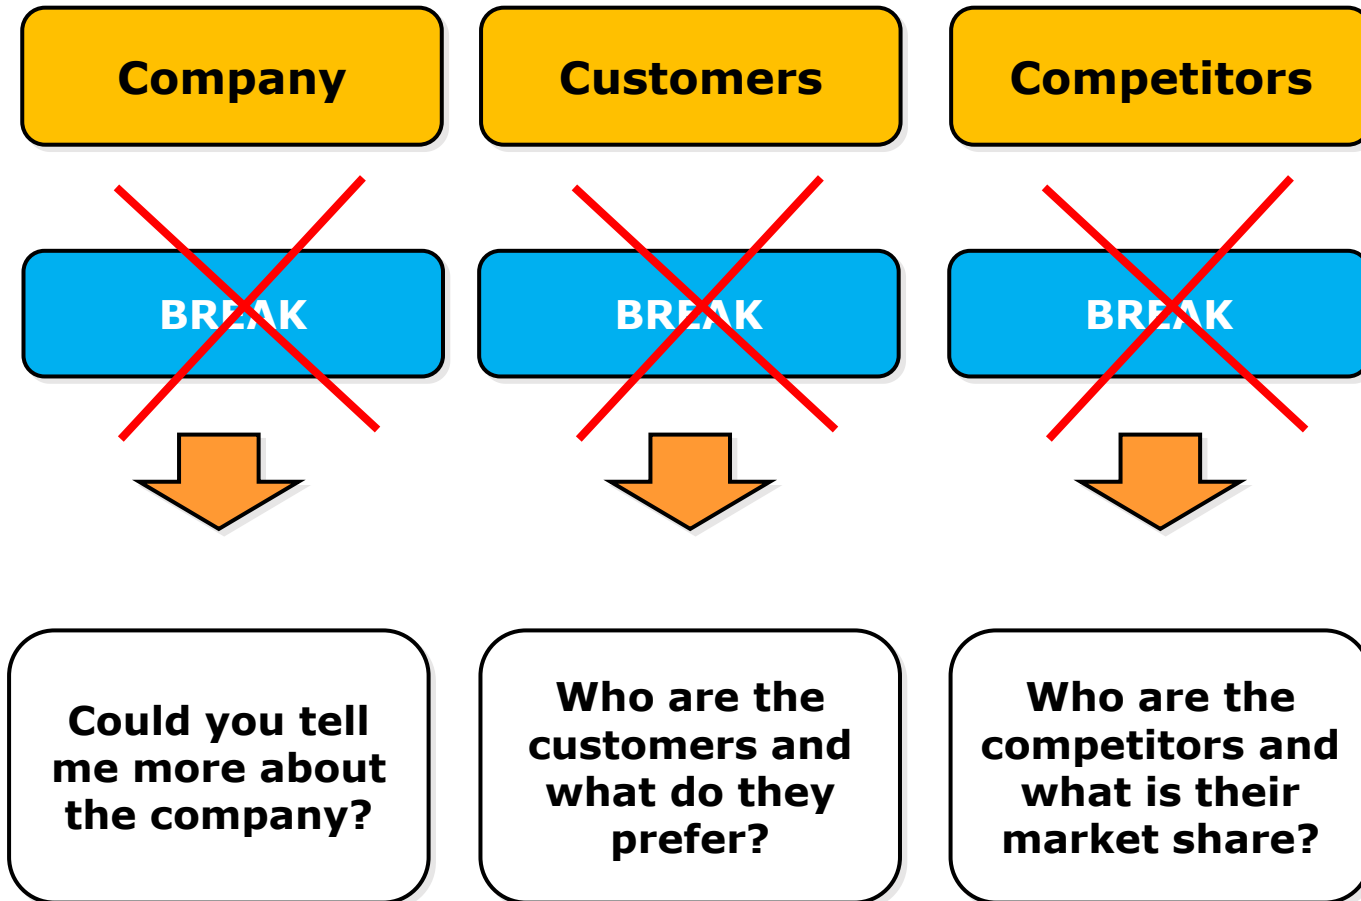 Company
Customers
Competitors
BREAK
BREAK
BREAK
Could you tell
me more about
the company?
Who are the
customers and
what do they
prefer?
Who are the
competitors and
what is their
market share?